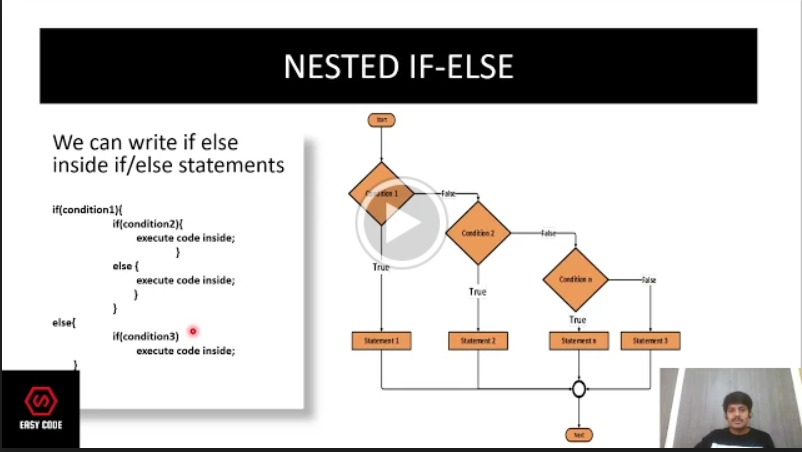 NESTED IF-ELSE
We can write if else
inside if/else statements
if(condition1){
if(condition2){
execute code inside;
}
else {
execute code inside;
}
}
else{
if(condition3)
execute code inside;
}
Start
Condition 1
False
Condition 2
False
Condition n
False
True
True
True
Statement 1
Statement 2
Statement n
Statement 3
Next
EASY CODE